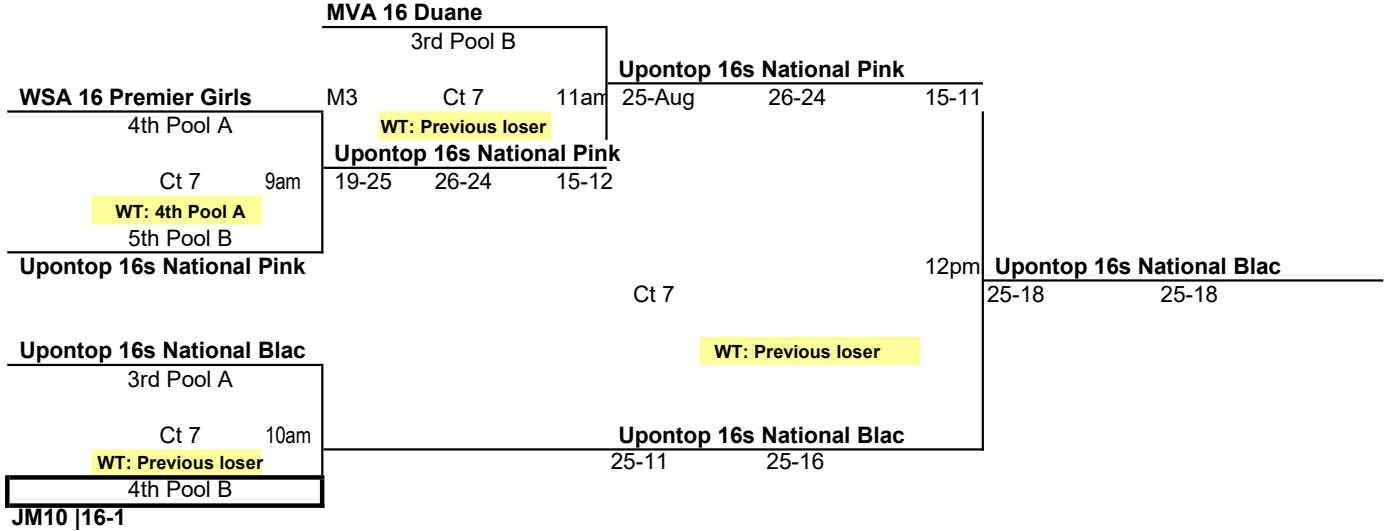 MVA 16 Duane
3rd Pool B
Upontop 16s National Pink
WSA 16 Premier Girls M3 Ct 7 11am 25-Aug 26-24 15-11
4th Pool A WT: Previous loser
Upontop 16s National Pink
Ct 7 9am 19-25 26-24 15-12
WT: 4th Pool A
5th Pool B
Upontop 16s National Pink 12pm Upontop 16s National Blac
Ct 7 25-18 25-18
Upontop 16s National Blac WT: Previous loser
3rd Pool A
Ct 7 10am Upontop 16s National Blac
WT: Previous loser 25-11 25-16
4th Pool B
JM10 |16-1